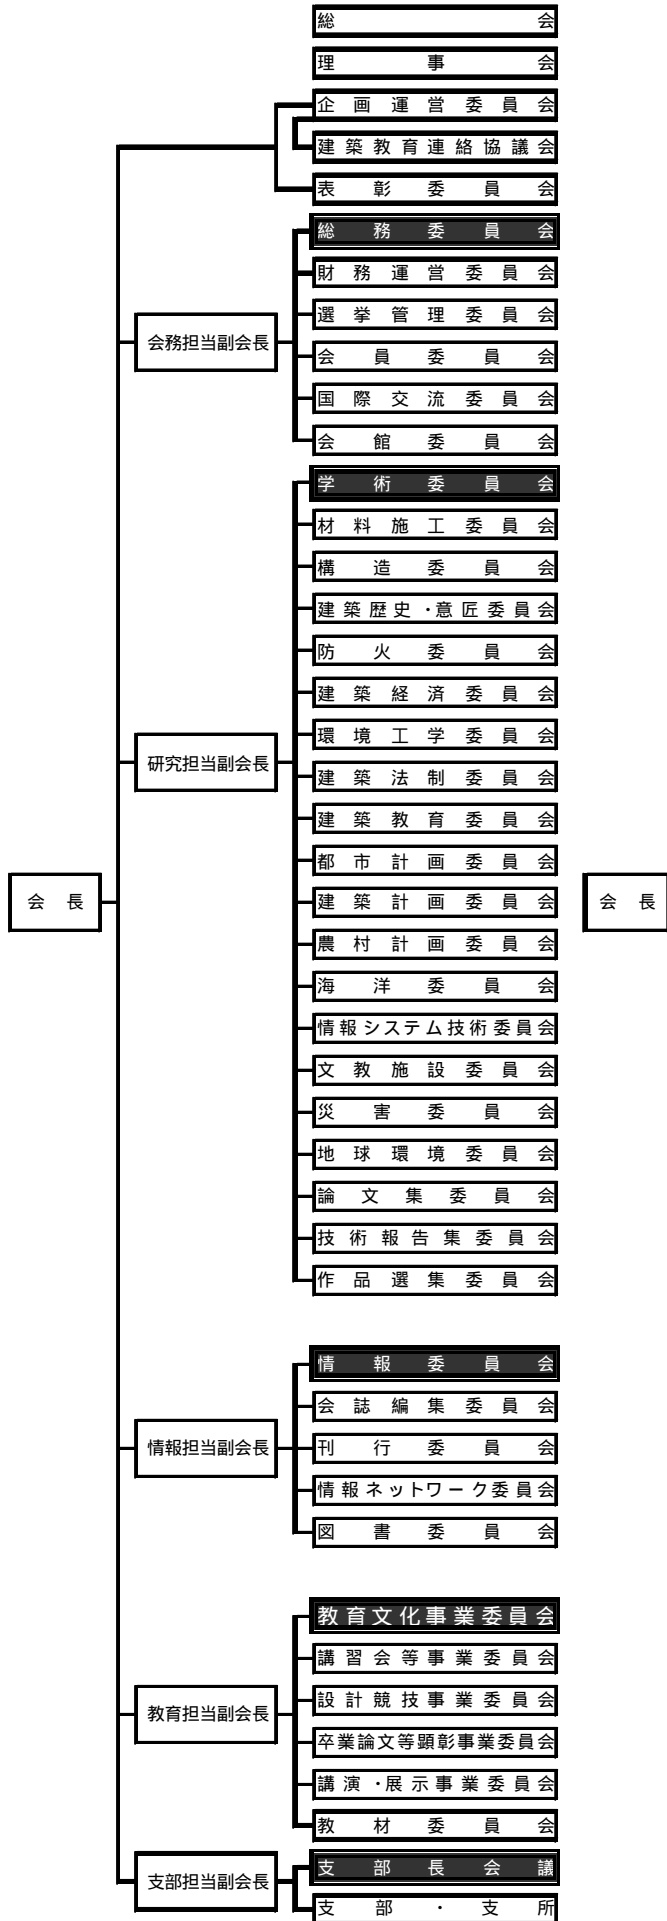 総会
理事会
企画運営委員会
建築教育連絡協議会
表彰委員会
総務委員会
財務運営委員会
選挙管理委員会
会務担当副会長
会員委員会
国際交流委員会
会館委員会
学術委員会
材料施工委員会
構造委員会
建築歴史・意匠委員会
防火委員会
建築経済委員会
環境工学委員会
研究担当副会長
建築法制委員会
建築教育委員会
都市計画委員会
会長
建築計画委員会
会長
農村計画委員会
海洋委員会
情報システム技術委員会
文教施設委員会
災害委員会
地球環境委員会
論文集委員会
技術報告集委員会
作品選集委員会
情報委員会
会誌編集委員会
情報担当副会長
刊行委員会
情報ネットワーク委員会
図書委員会
教育文化事業委員会
講習会等事業委員会
設計競技事業委員会
教育担当副会長
卒業論文等顕彰事業委員会
講演・展示事業委員会
教材委員会
支部長会議
支部担当副会長
支部・支所